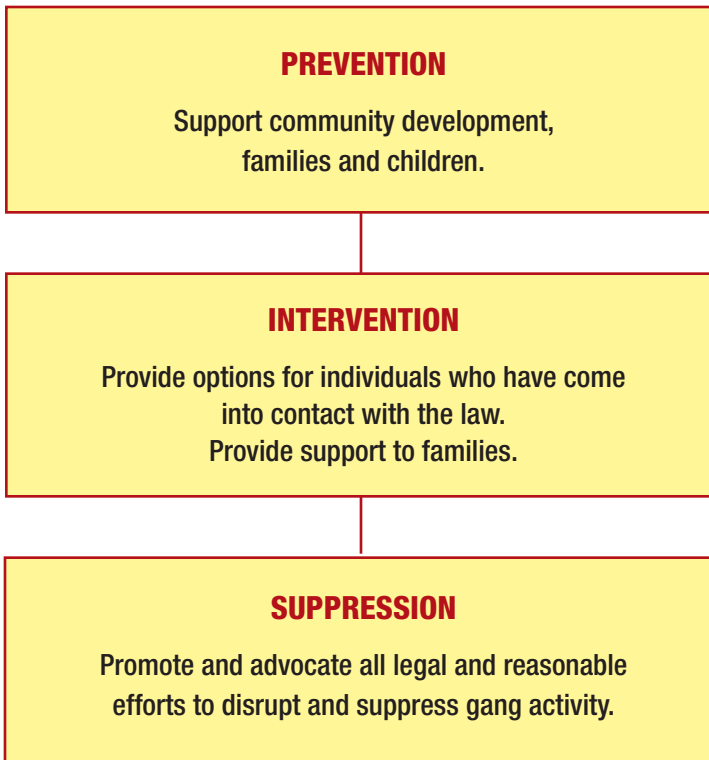 PREVENTION
Support community development,
families and children.
INTERVENTION
Provide options for individuals who have come
into contact with the law.
Provide support to families.
SUPPRESSION
Promote and advocate all legal and reasonable
efforts to disrupt and suppress gang activity.